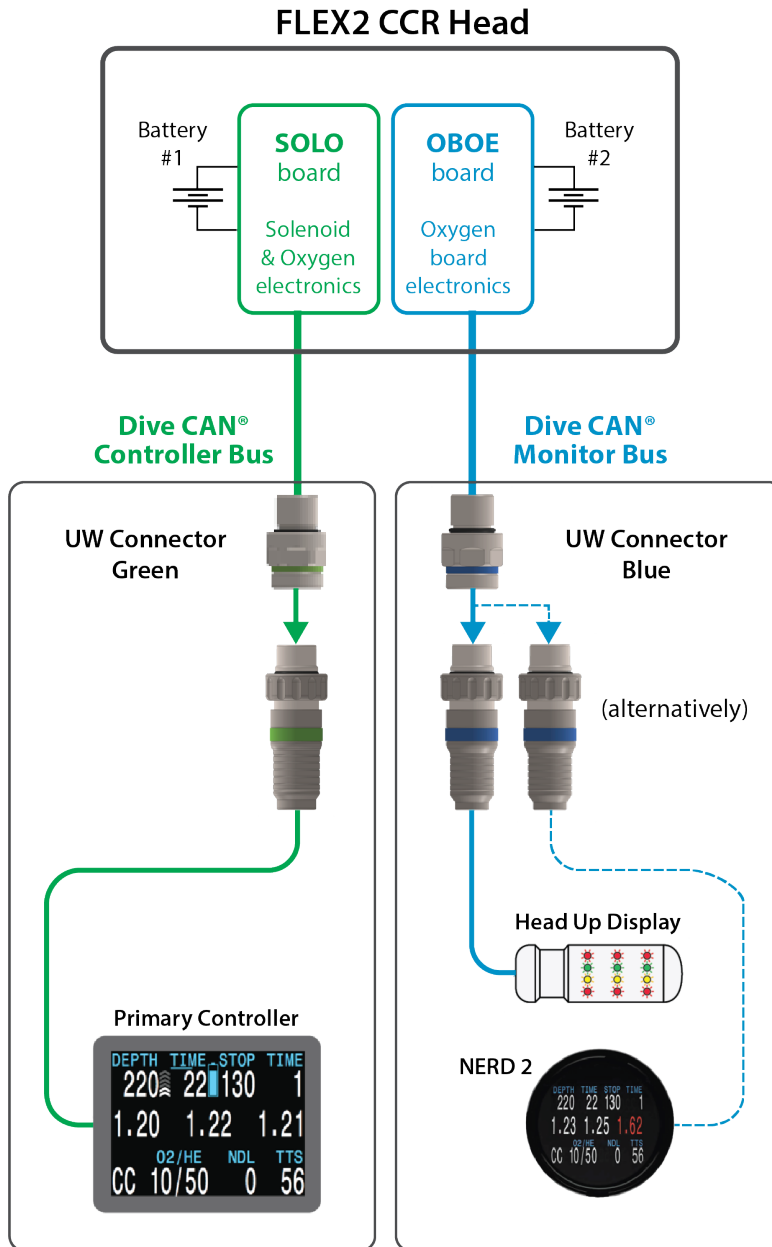 FLEX2 CCR Head
Battery
#1
SOLO
board
Solenoid
& Oxygen
electronics
OBOE
board
Oxygen
board
electronics
Battery
#2
Dive CAN®
Controller Bus
Dive CAN®
Monitor Bus
UW Connector
Green
UW Connector
Blue
(alternatively)
Head Up Display
Primary Controller
DEPTH TIME STOP TIME
220 22 130 1
1.20 1.22 1.21
O2/HE NDL TTS
CC 10/50 0 56
NERD 2
DEPTH TIME STOP TIME
220 22 130 1
1.23 1.25 1.62
O2/HE NDL TTS
CC 10/50 0 56